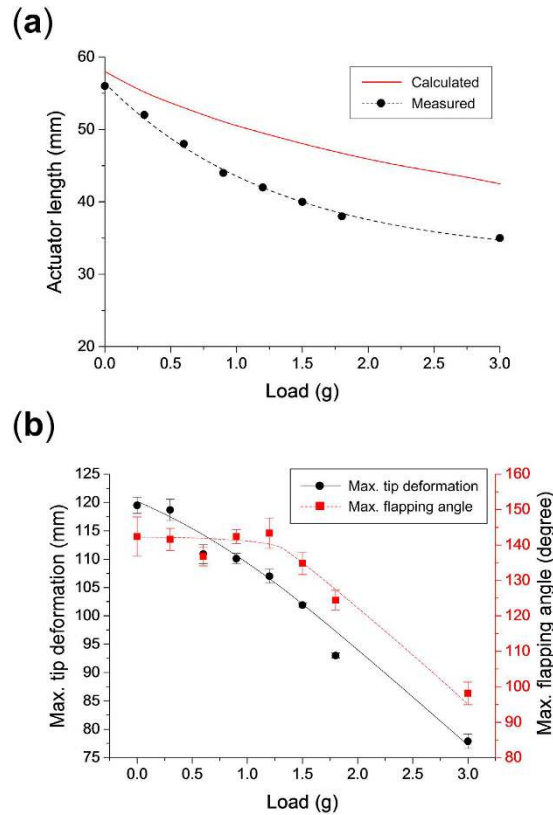 (a)
Actuator length (mm)
60
50
40
30
20
Calculated
Measured
0.0 0.5 1.0 1.5 2.0 2.5 3.0
Load (g)
(b)
Max. tip deformation (mm)
125
120
115
110
105
100
95
90
85
80
75
Max. tip deformation
Max. flapping angle
160
150
140
130
120
110
100
90
80
Max. flapping angle (degree)
0.0 0.5 1.0 1.5 2.0 2.5 3.0
Load (g)